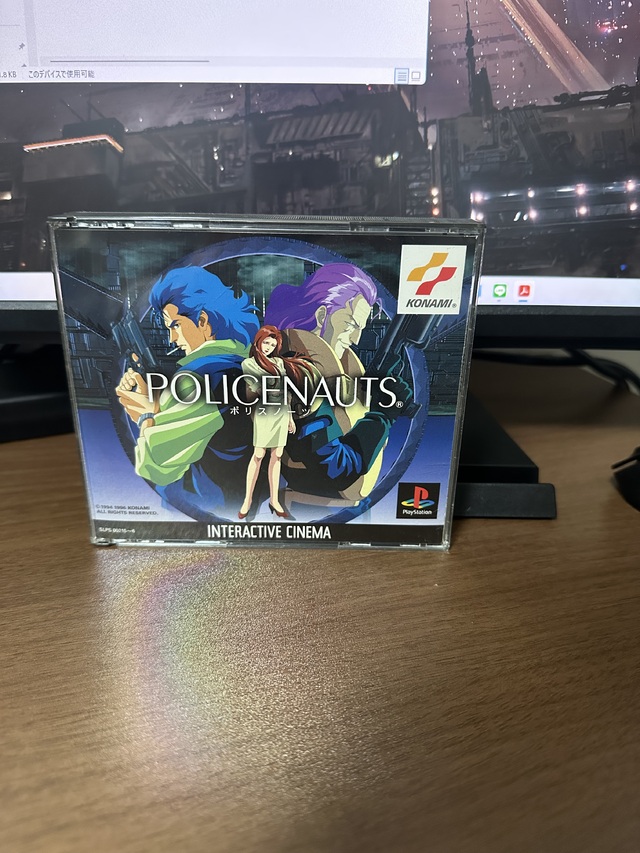 このデバイスで使用可能
KONAMI®
POLICENAUTS®
ポリスノーツ
©1994 1996 KONAMI
ALL RIGHTS RESERVED.
PlayStation
INTERACTIVE CINEMA